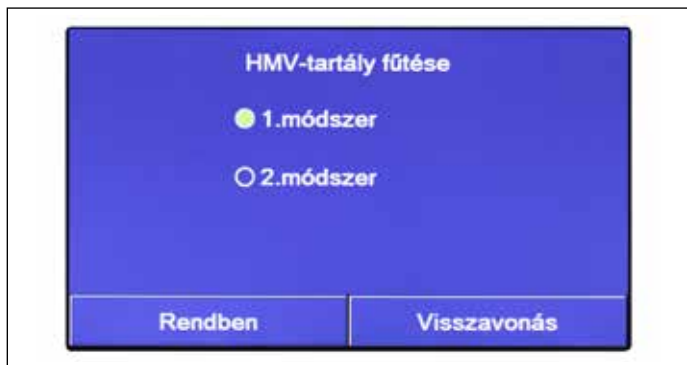 HMV-tartály fűtése
1.módszer
2.módszer
Rendben
Visszavonás